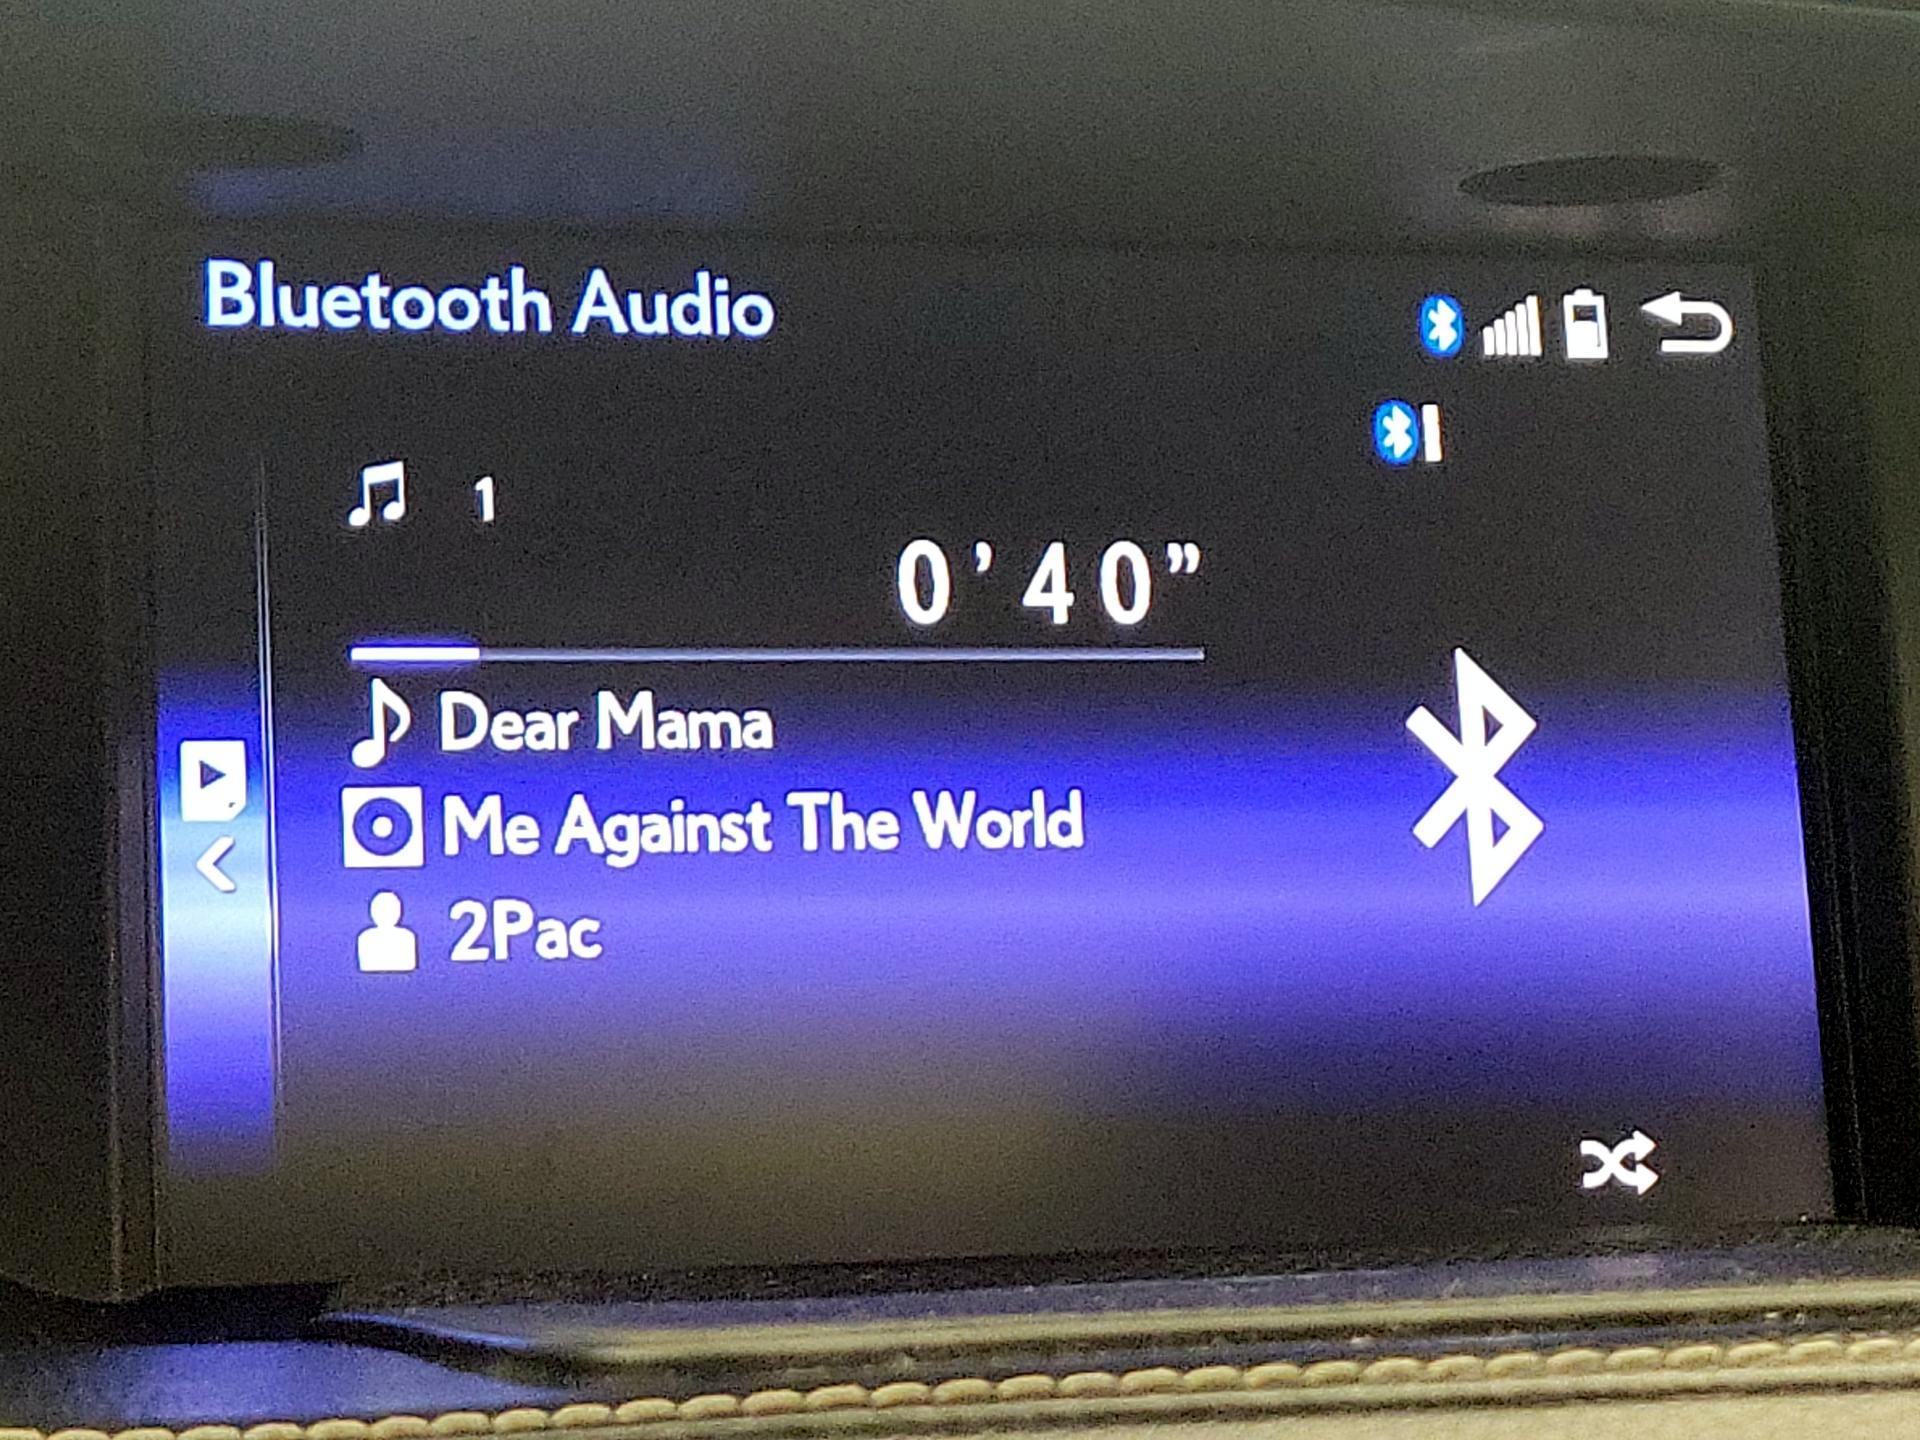 Bluetooth Audio
1
0’40”
Dear Mama
Me Against The World
2Pac